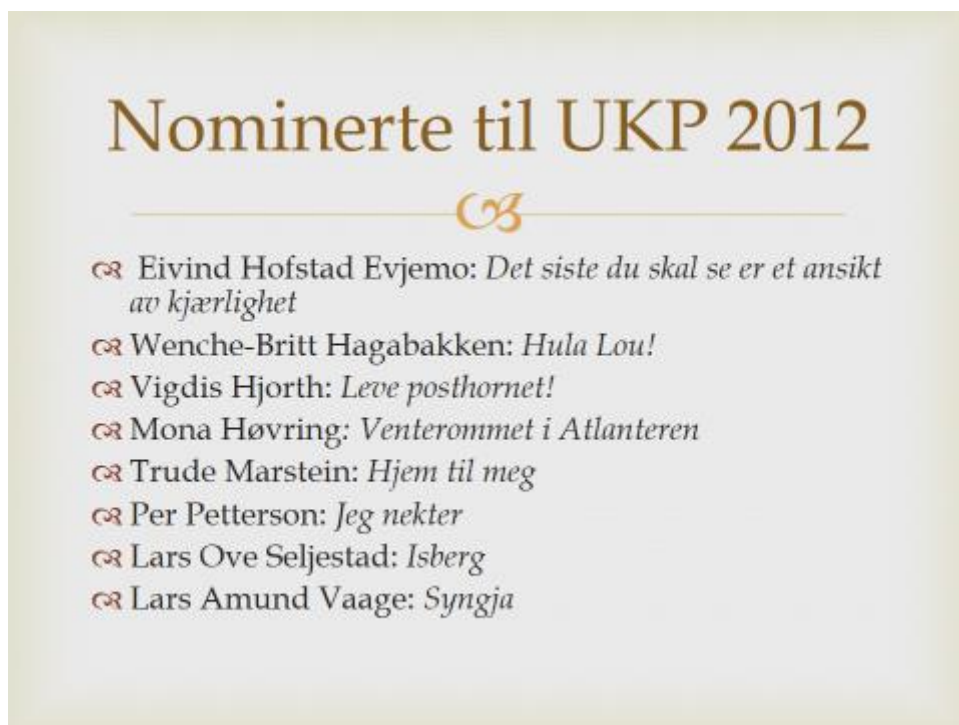 Nominerte til UKP 2012
Eivind Hofstad Evjemo: Det siste du skal se er et ansikt
av kjærlighet
Wenche-Britt Hagabakken: Hula Lou!
Vigdis Hjorth: Leve posthornet!
Mona Høvring: Venterommet i Atlanteren
Trude Marstein: Hjem til meg
Per Petterson: Jeg nekter
Lars Ove Seljestad: Isberg
Lars Amund Vaage: Syngja